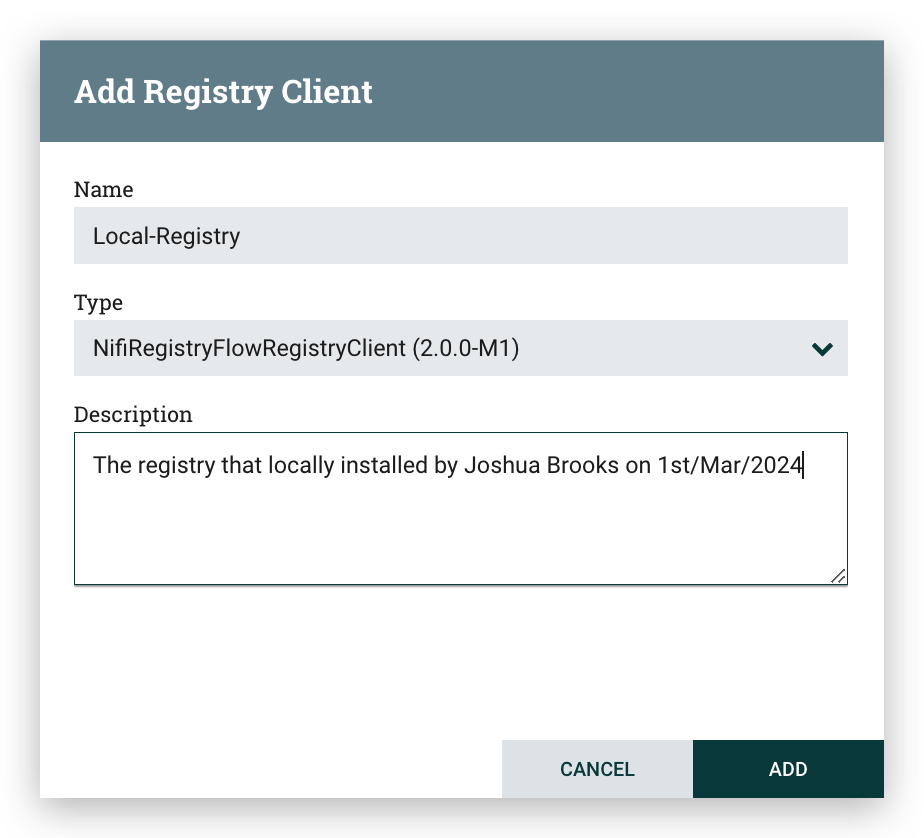 Add Registry Client
Name
Local-Registry
Type
NifiRegistryFlowRegistryClient (2.0.0-M1)
Description
The registry that locally installed by Joshua Brooks on 1st/Mar/2024
CANCEL
ADD